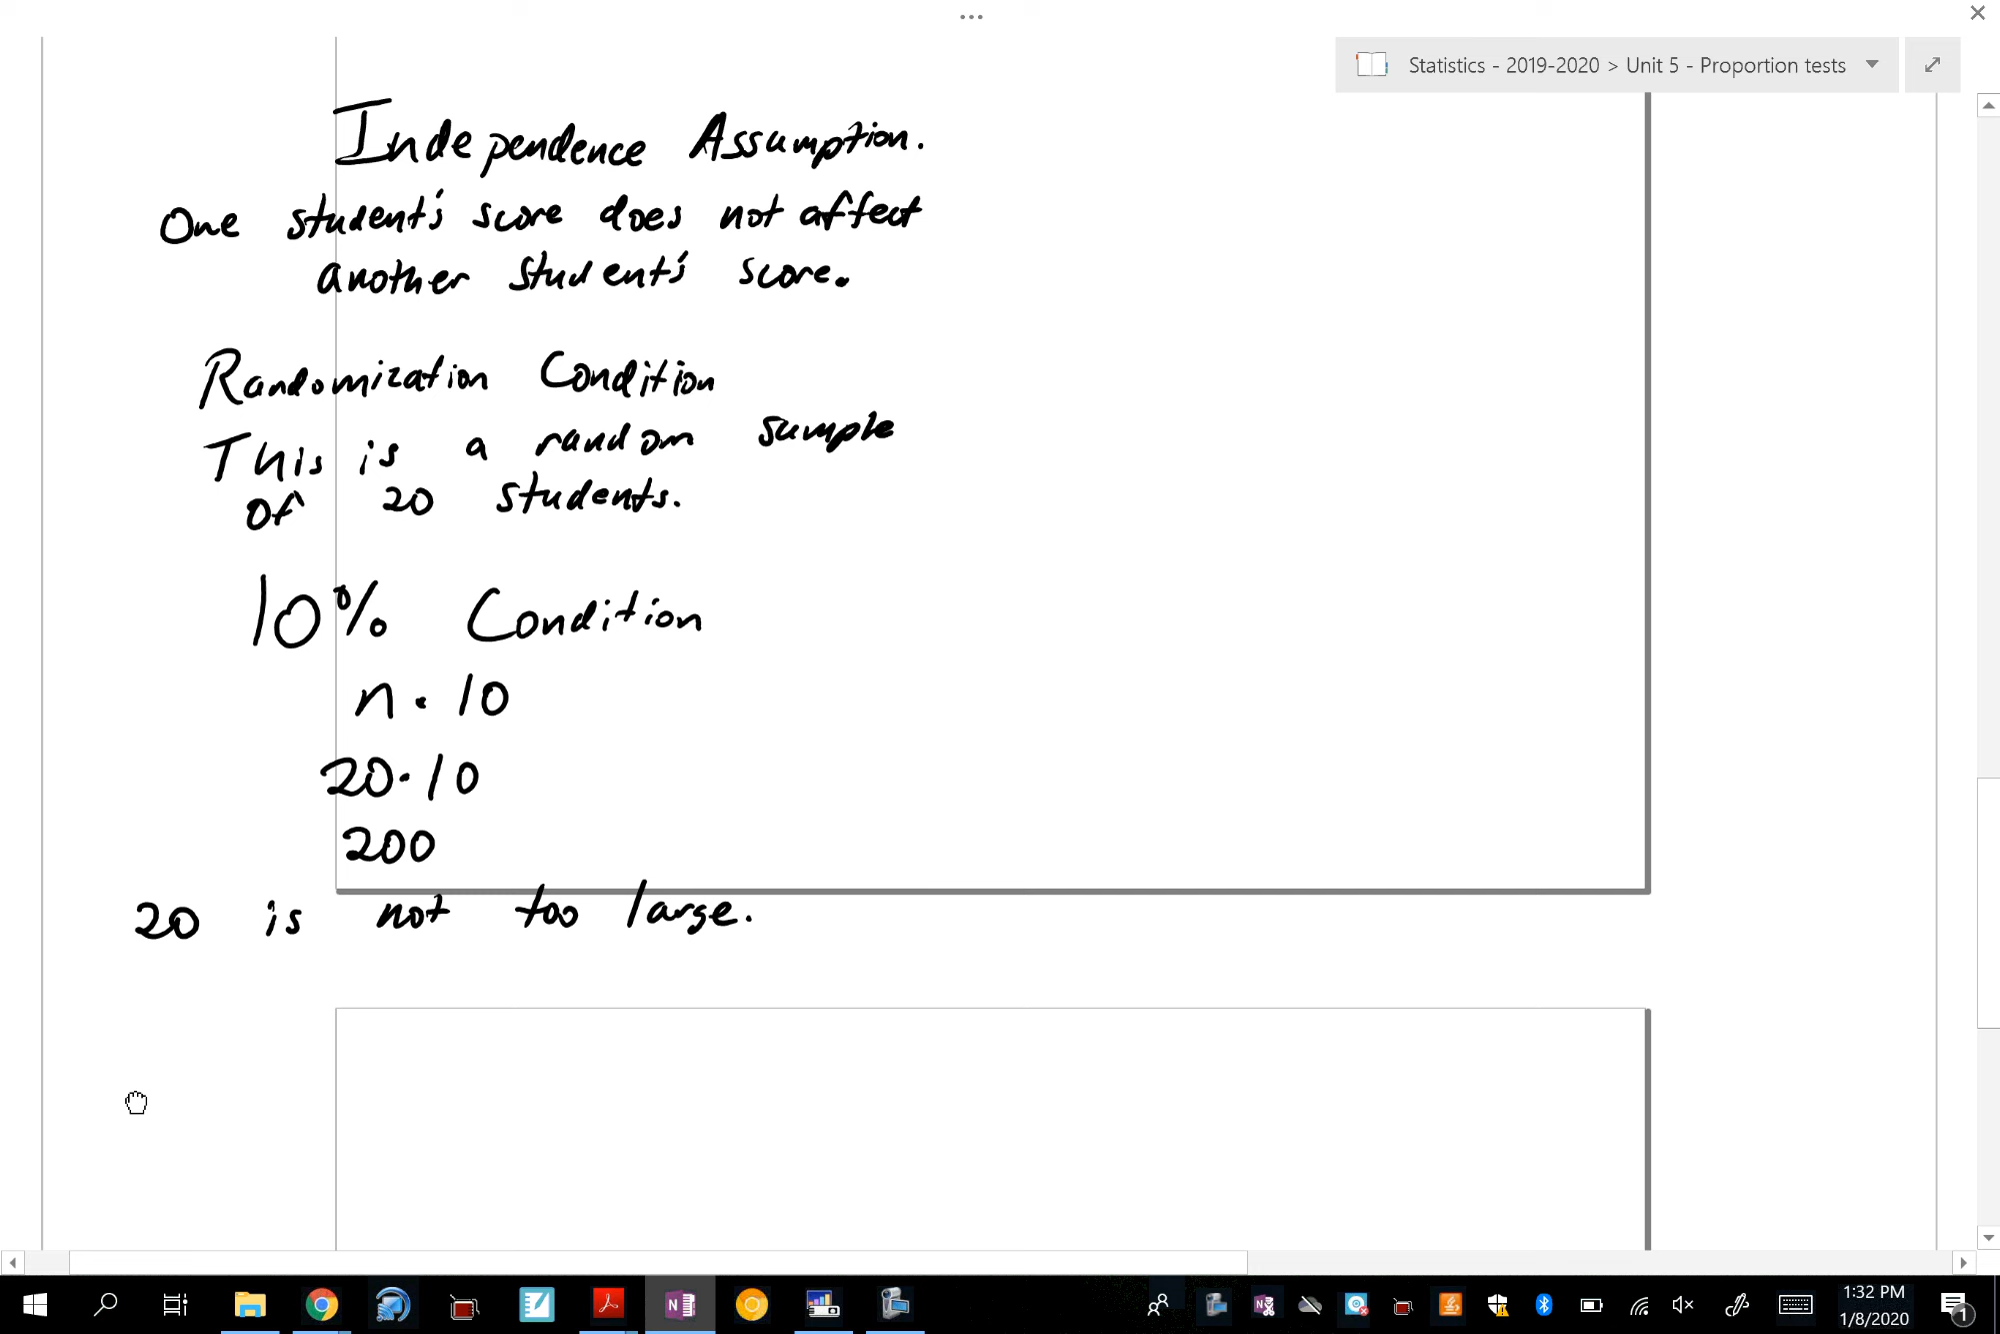 Statistics - 2019-2020 > Unit 5 - Proportion tests
Independence Assumption.
One student's score does not affect
another student's score.
Randomization Condition
This is a random sample
of 20 students.
10% Condition
n · 10
20 · 10
200
20 is not too large.
1:32 PM
1/8/2020
1